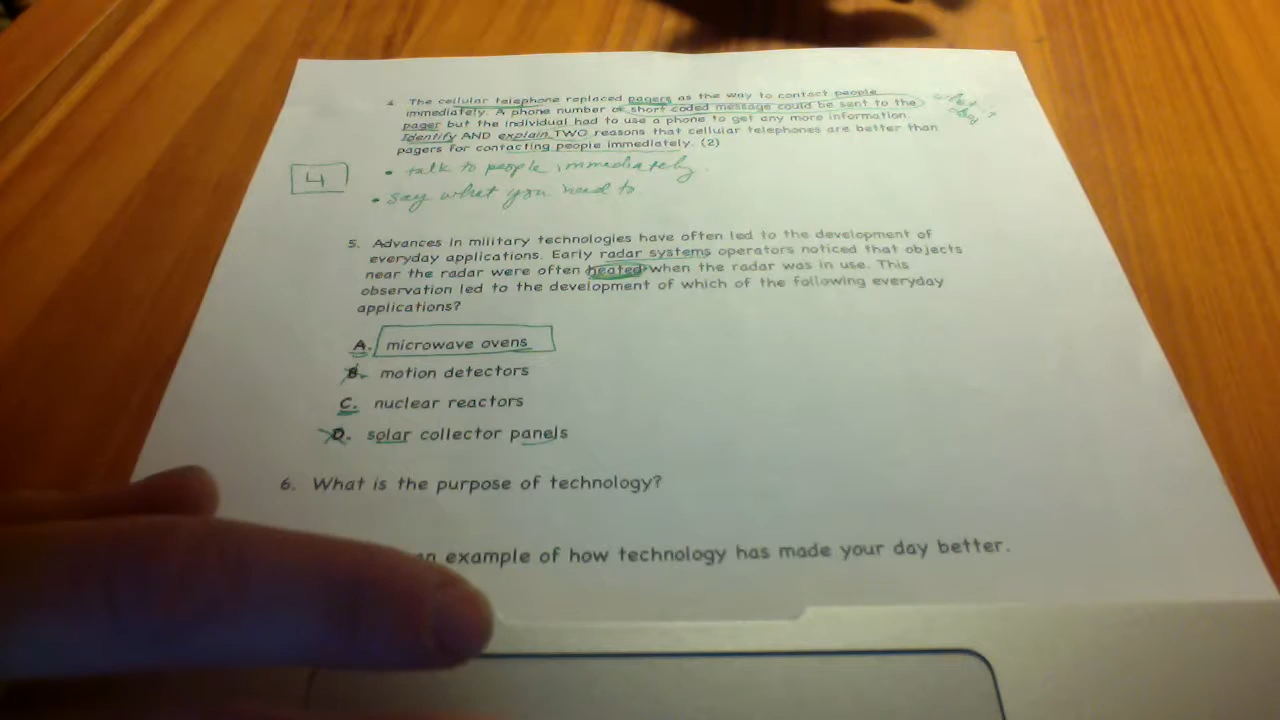 4. The cellular telephone replaced pagers as the way to contact people
immediately. A phone number or short coded message could be sent to the
pager but the individual had to use a phone to get any more information.
Identify AND explain TWO reasons that cellular telephones are better than
pagers for contacting people immediately. (2)
4
• talk to people immediately.
• say what you need to
5. Advances in military technologies have often led to the development of
everyday applications. Early radar systems operators noticed that objects
near the radar were often heated when the radar was in use. This
observation led to the development of which of the following everyday
applications?
A. microwave ovens
B. motion detectors
C. nuclear reactors
D. solar collector panels
6. What is the purpose of technology?
an example of how technology has made your day better.